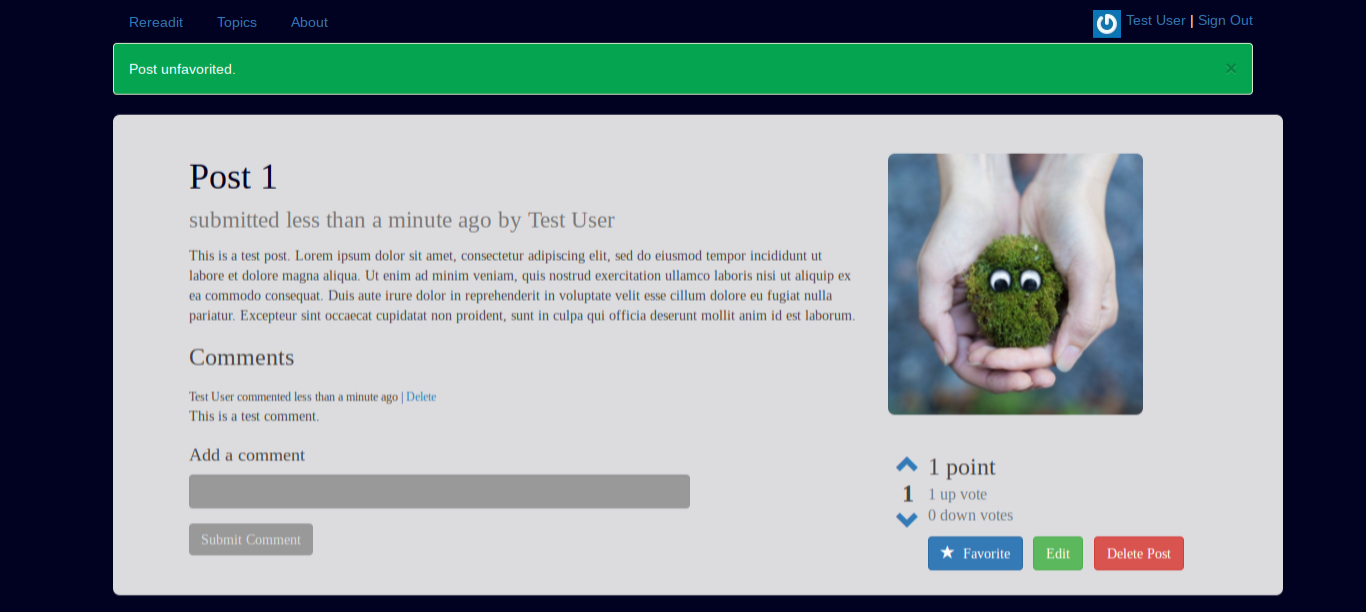 Rereadit Topics About Test User | Sign Out
Post unfavorited. ×
Post 1
submitted less than a minute ago by Test User
This is a test post. Lorem ipsum dolor sit amet, consectetur adipiscing elit, sed do eiusmod tempor incididunt ut
labore et dolore magna aliqua. Ut enim ad minim veniam, quis nostrud exercitation ullamco laboris nisi ut aliquip ex
ea commodo consequat. Duis aute irure dolor in reprehenderit in voluptate velit esse cillum dolore eu fugiat nulla
pariatur. Excepteur sint occaecat cupidatat non proident, sunt in culpa qui officia deserunt mollit anim id est laborum.
Comments
Test User commented less than a minute ago | Delete
This is a test comment.
Add a comment
Submit Comment
1 point
1
1 up vote
0 down votes
Favorite Edit Delete Post